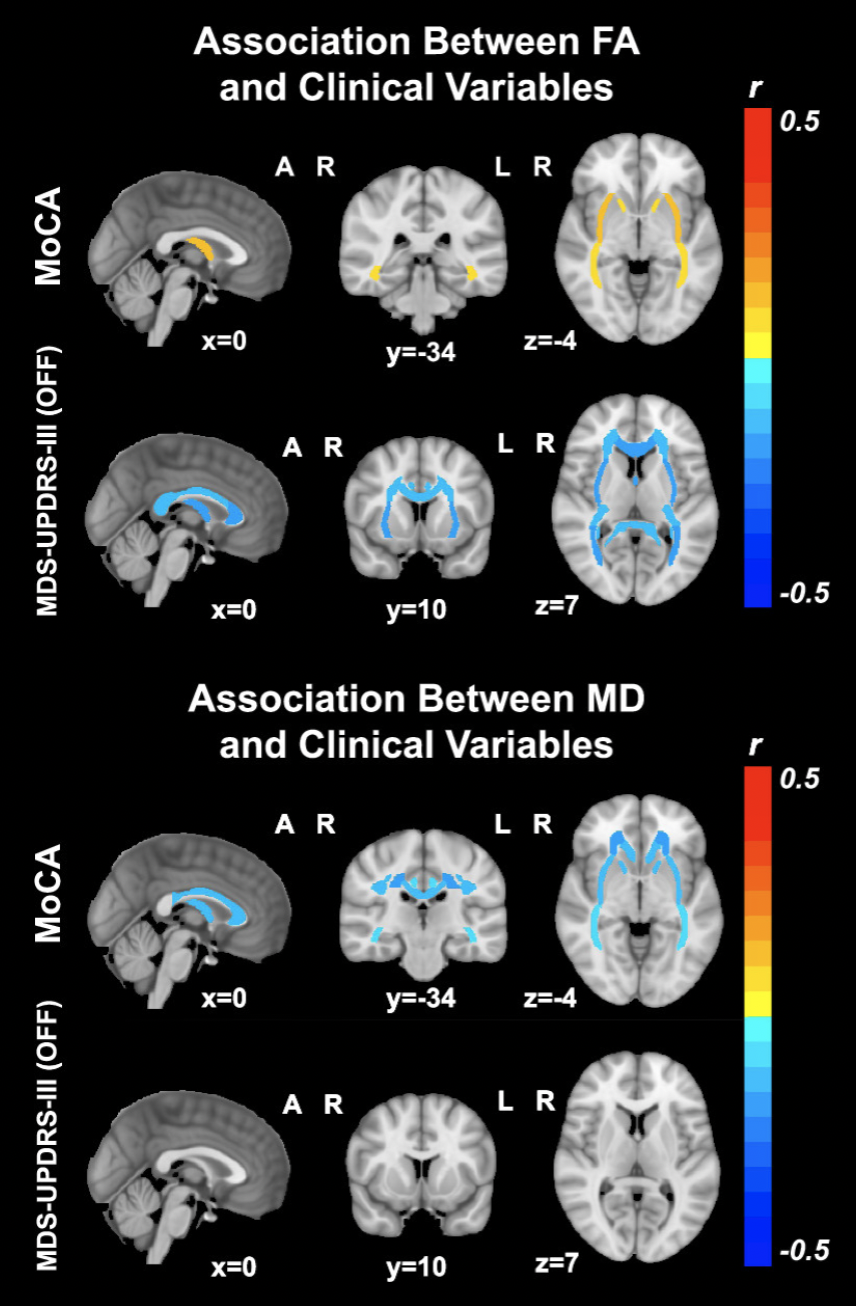 Association Between FA
and Clinical Variables
r
0.5
A R L R
MoCA
x=0 y=-34 z=-4
A R L R
MDS-UPDRS-III (OFF)
x=0 y=10 z=7
-0.5
Association Between MD
and Clinical Variables
r
0.5
A R L R
MoCA
x=0 y=-34 z=-4
A R L R
MDS-UPDRS-III (OFF)
x=0 y=10 z=7
-0.5